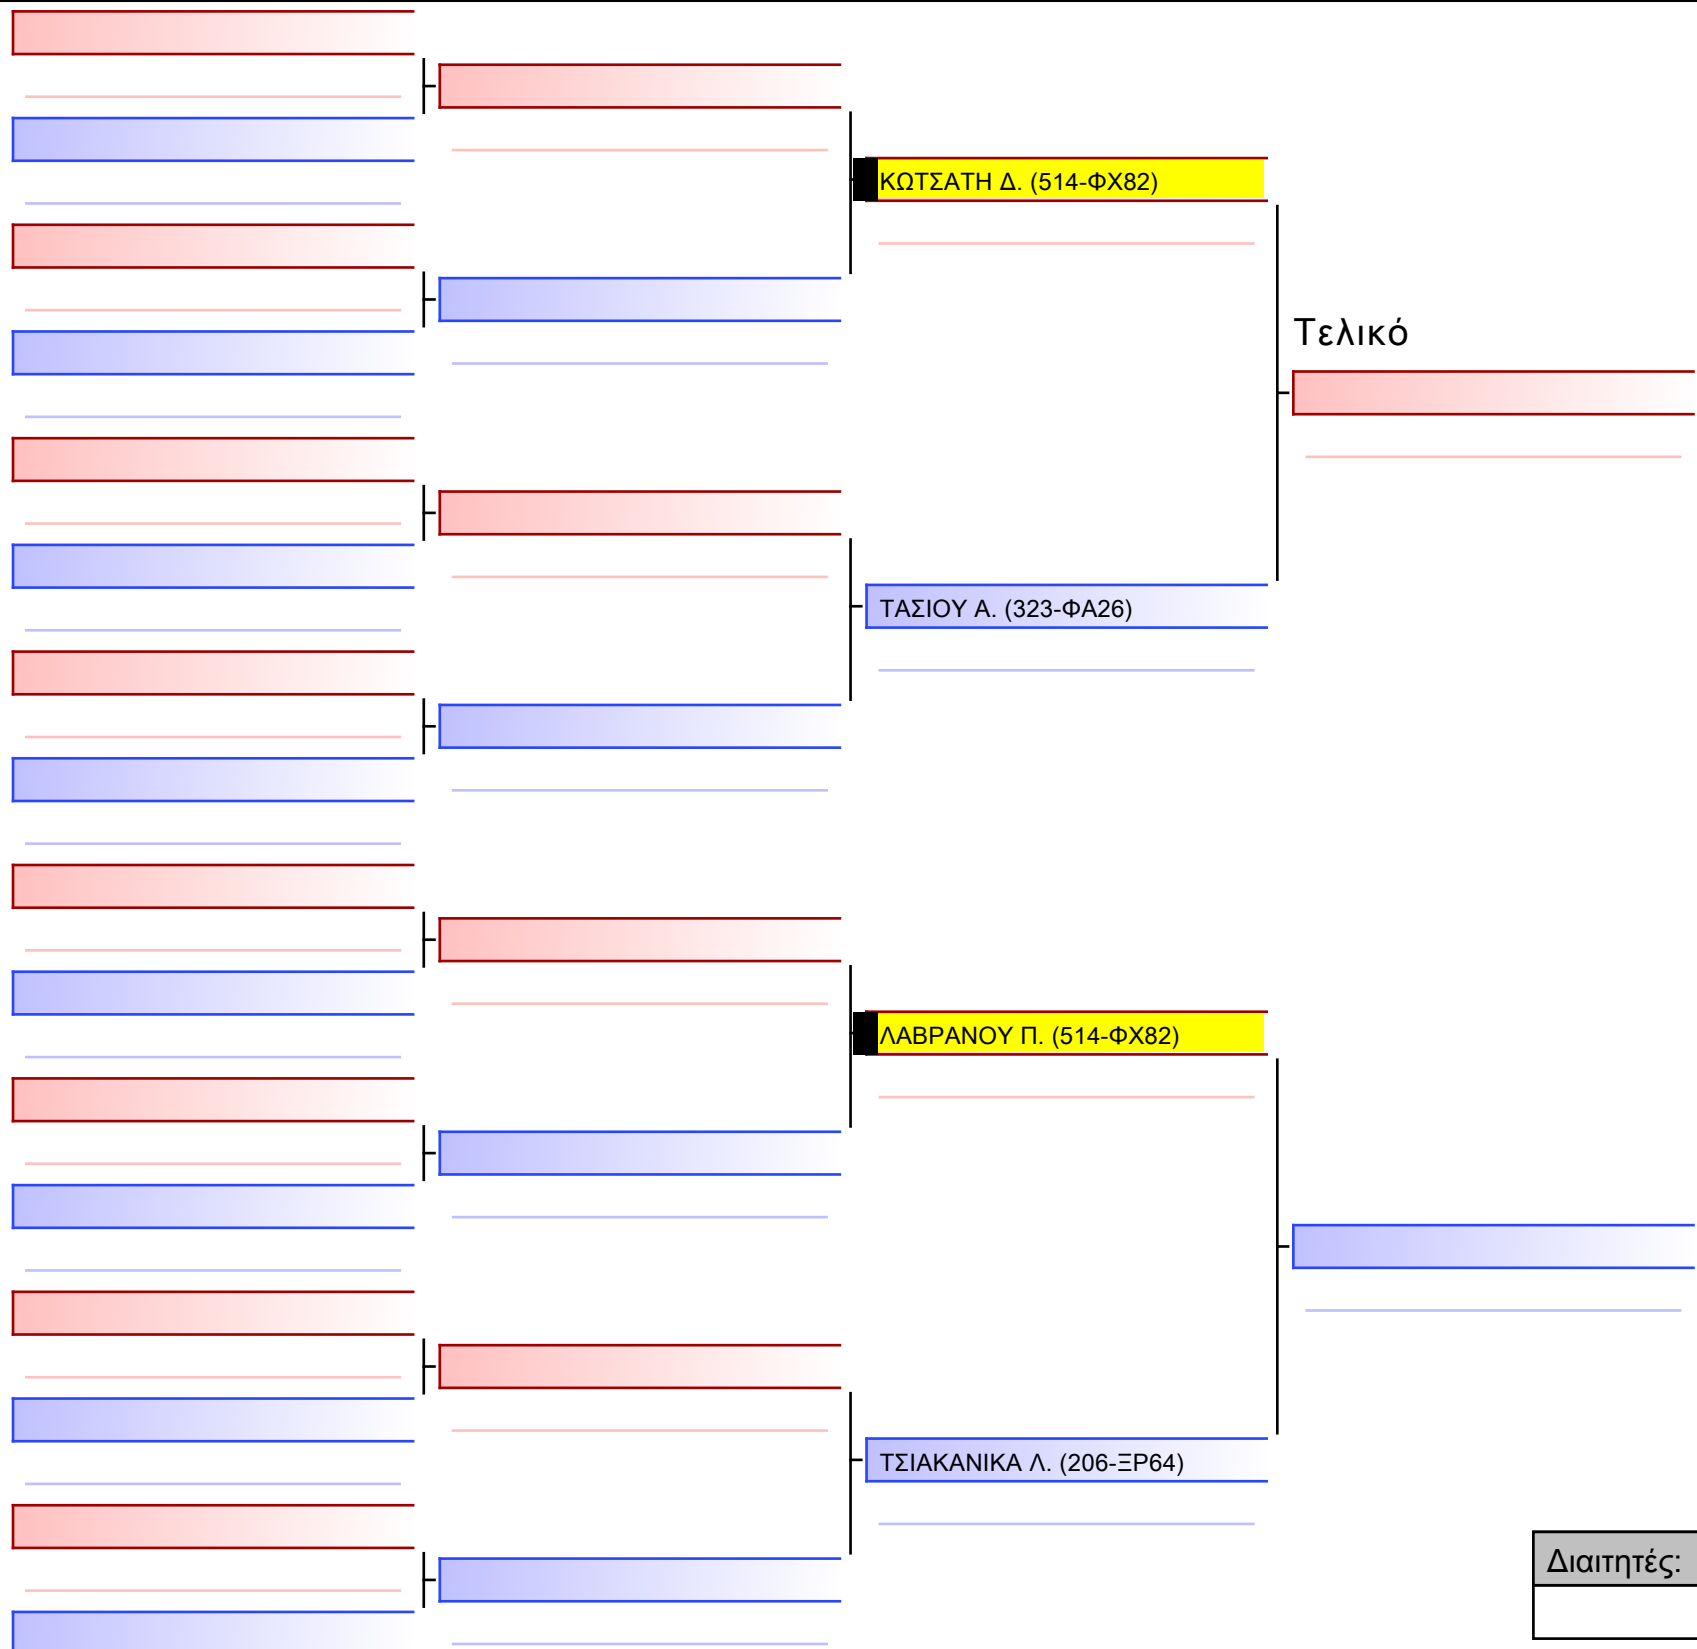 ΚΩΤΣΑΤΗ Δ. (514-ΦΧ82)
Τελικό
ΤΑΣΙΟΥ Α. (323-ΦΑ26)
ΛΑΒΡΑΝΟΥ Π. (514-ΦΧ82)
ΤΣΙΑΚΑΝΙΚΑ Λ. (206-ΞΡ64)
Διαιτητές: